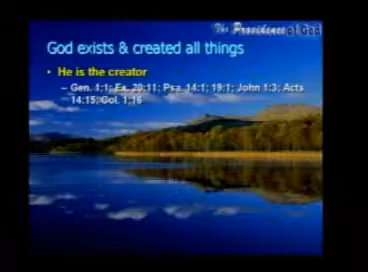 The Providence of God
God exists & created all things
• He is the creator
– Gen. 1:1; Ex. 20:11; Psa. 14:1; 19:1; John 1:3; Acts
14:15; Col. 1:16